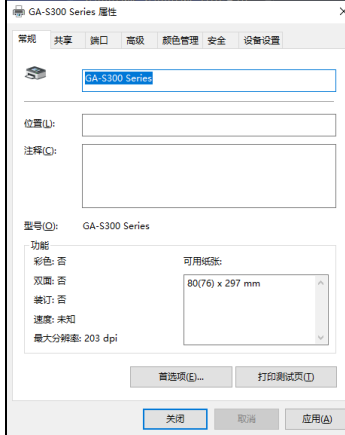 GA-S300 Series 属性
常规 共享 端口 高级 颜色管理 安全 设备设置
GA-S300 Series
位置(L):
注释(C):
型号(O): GA-S300 Series
功能
彩色: 否
双面: 否
装订: 否
速度: 未知
最大分辨率: 203 dpi
可用纸张:
80(76) x 297 mm
首选项(E)... 打印测试页(T)
关闭 取消 应用(A)